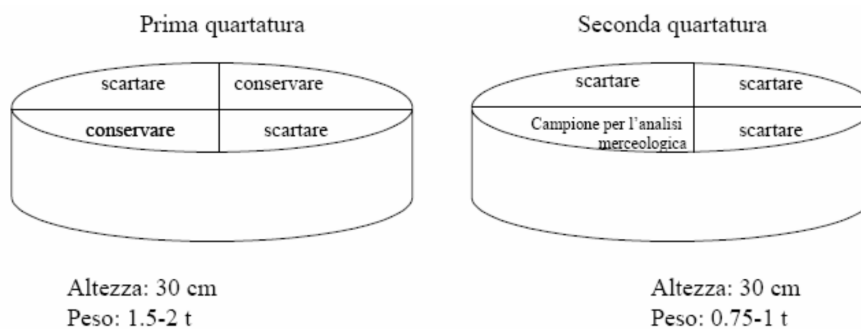 Prima quartatura
scartare conservare
conservare scartare
Altezza: 30 cm
Peso: 1.5-2 t
Seconda quartatura
scartare scartare
Campione per l'analisi
merceologica
scartare
Altezza: 30 cm
Peso: 0.75-1 t